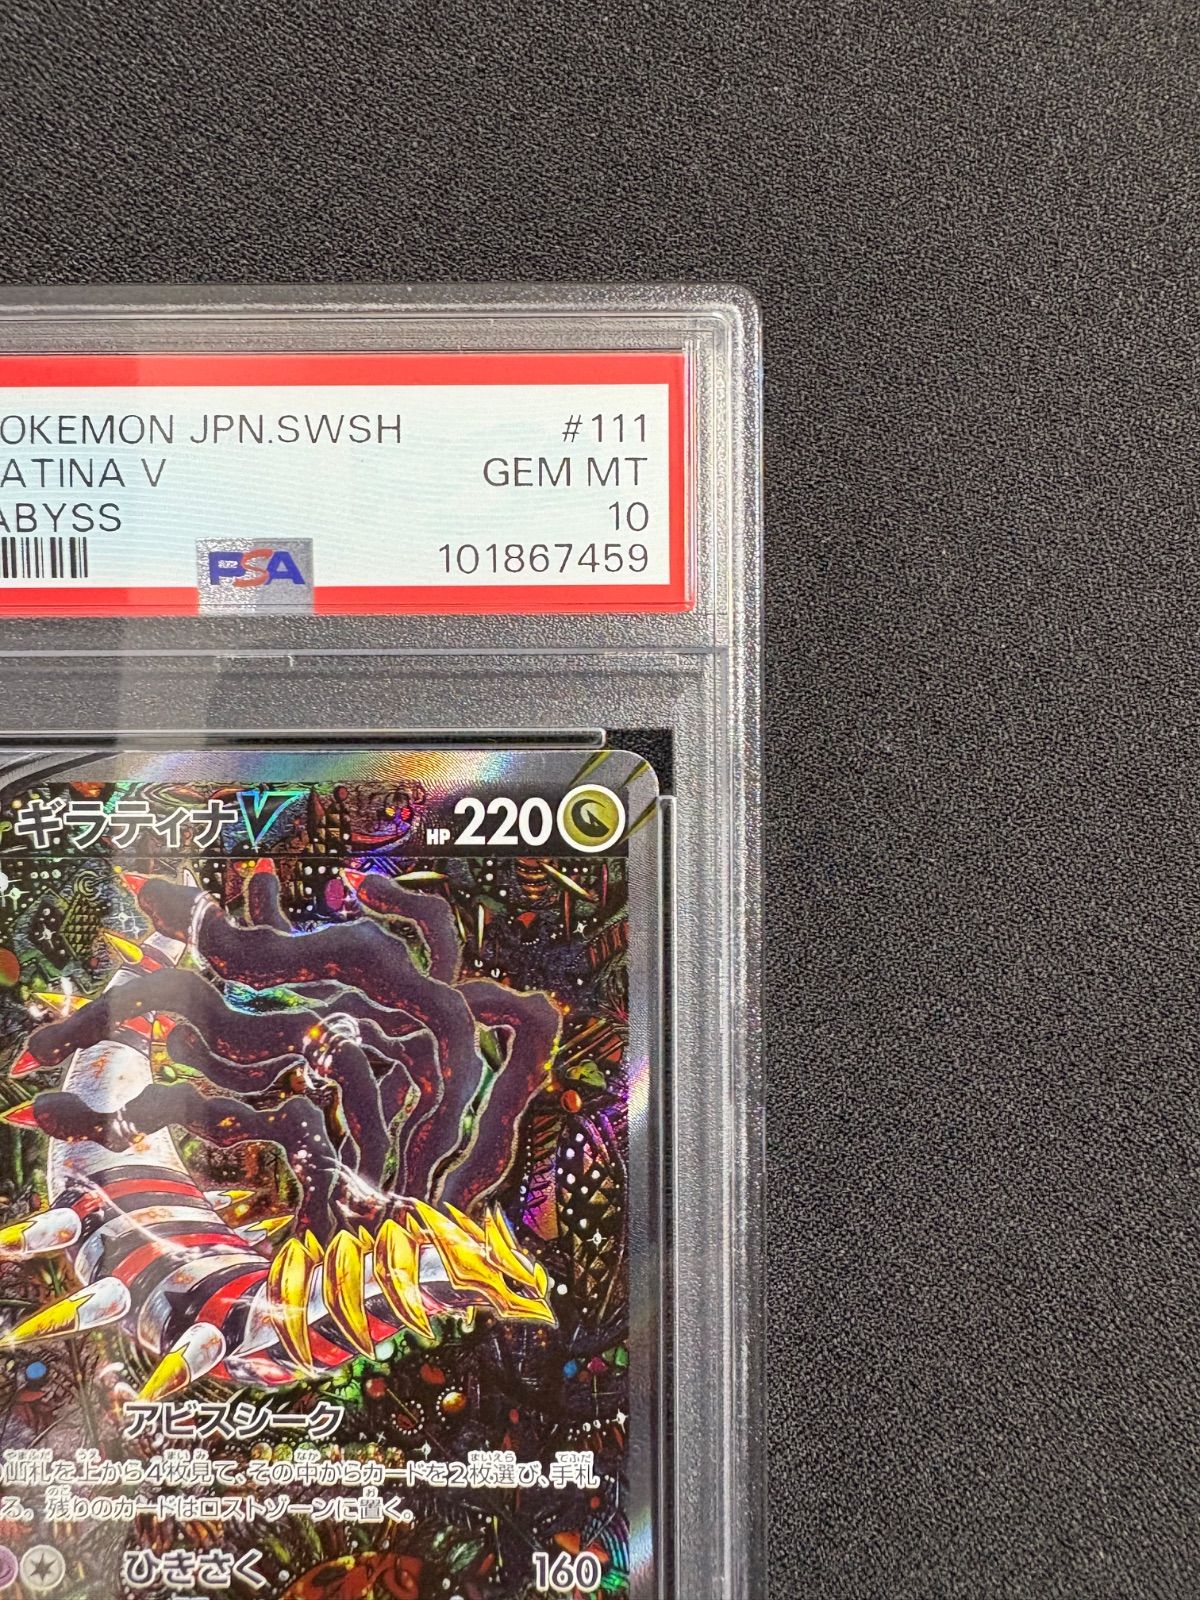 OKEMON JPN.SWSH #111
ATINA V GEM MT
ABYSS 10
PSA 101867459
ギラティナV HP 220
アビスシーク
山札を上から4枚見て、その中からカードを2枚選び、手札
る。残りのカードはロストゾーンに置く。
ひきさく 160